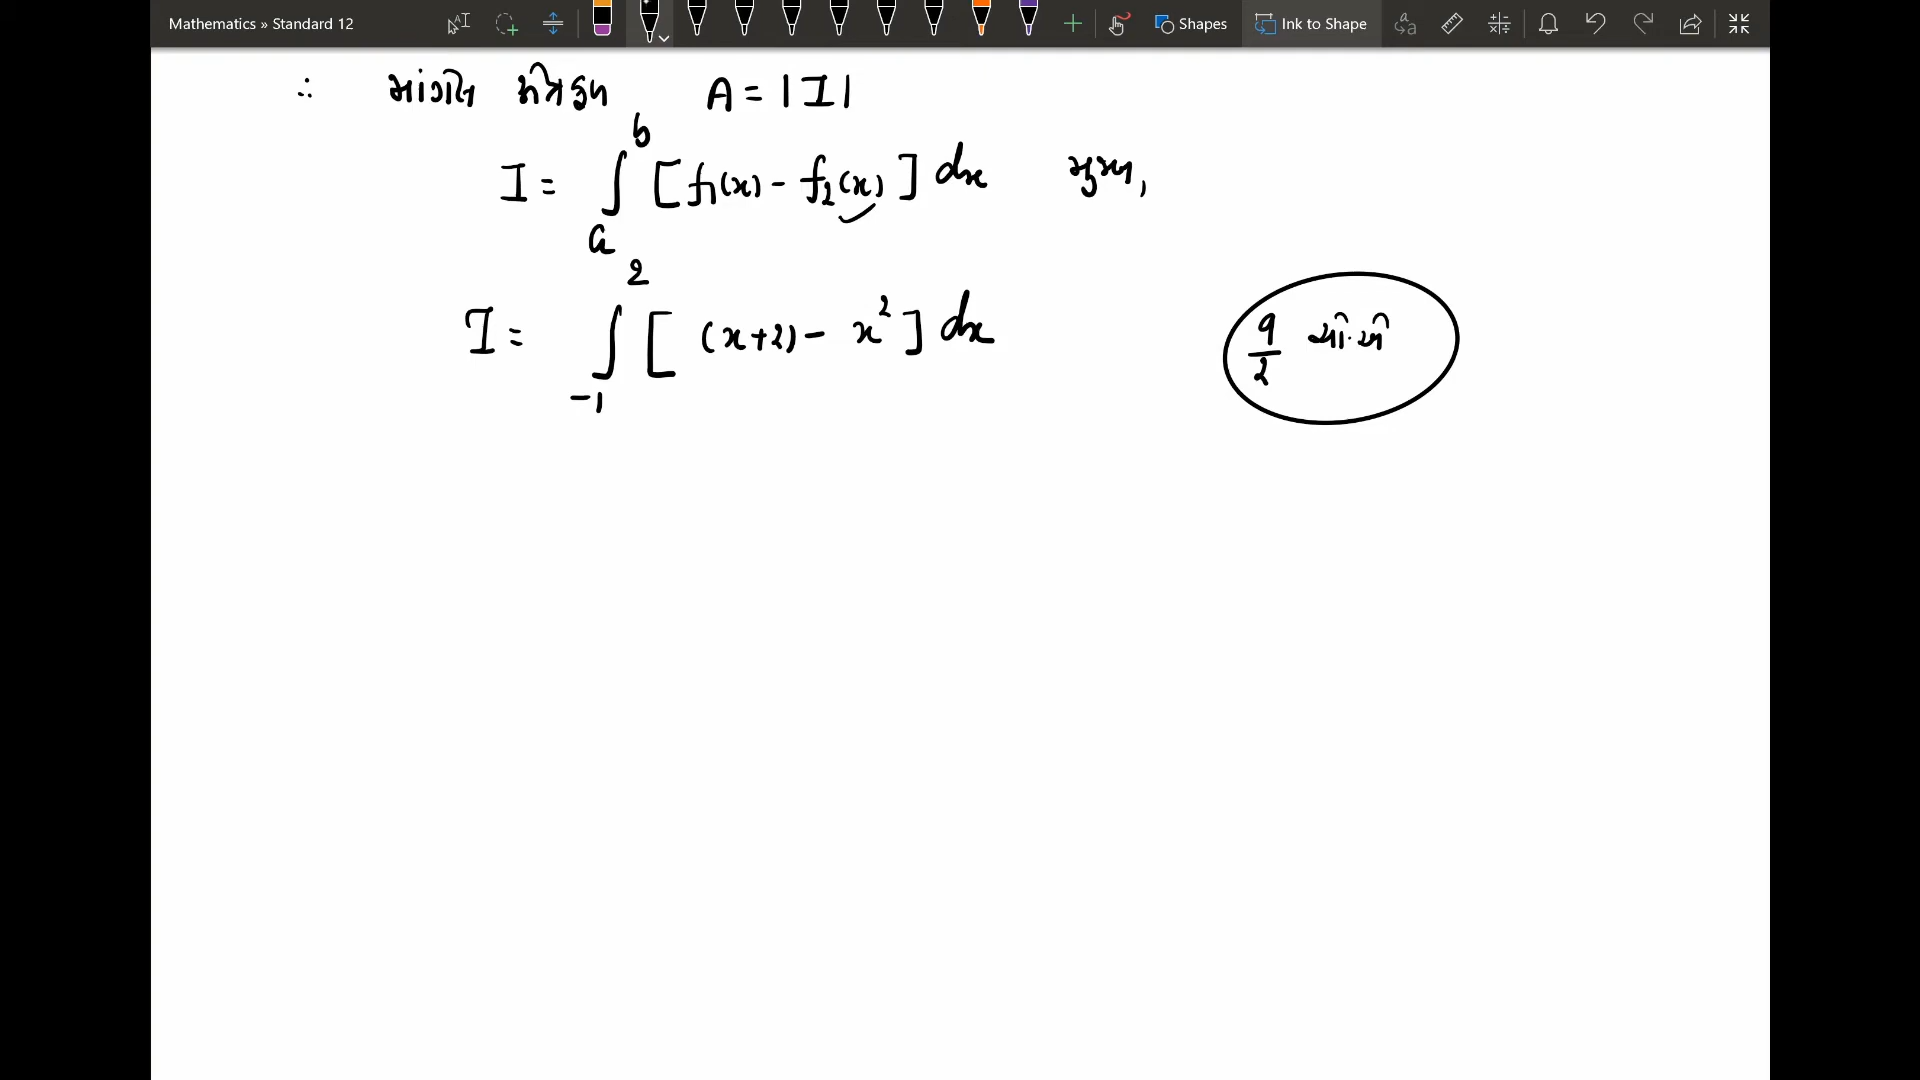 Mathematics » Standard 12
Shapes
Ink to Shape
∴ માંગેલ ક્ષેત્રફળ A = |I|
I = ∫_a^b [f₁(x) - f₂(x)] dx
I = ∫_{-1}^{2} [(x+2) - x²] dx
9/2 ચો. એ